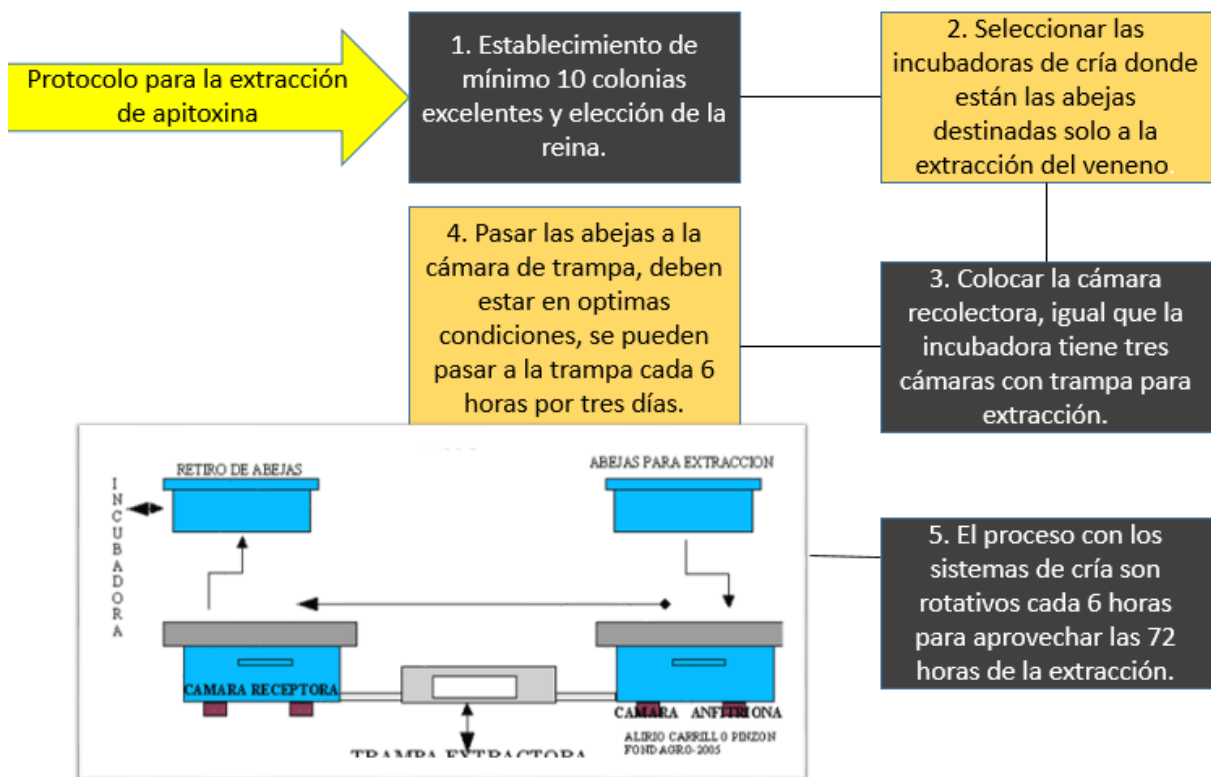 Protocolo para la extracción
de apitoxina
1. Establecimiento de
mínimo 10 colonias
excelentes y elección de la
reina.
2. Seleccionar las
incubadoras de cría donde
están las abejas
destinadas solo a la
extracción del veneno.
3. Colocar la cámara
recolectora, igual que la
incubadora tiene tres
cámaras con trampa para
extracción.
4. Pasar las abejas a la
cámara de trampa, deben
estar en optimas
condiciones, se pueden
pasar a la trampa cada 6
horas por tres días.
RETIRO DE ABEJAS
ABEJAS PARA EXTRACCION
INCUBADORA
CAMARA RECEPTORA
CAMARA ANFITRIONA
ALIRIO CARRILLO PINZON
FONDAGRO-2005
TRAMPA EXTRACTORA
5. El proceso con los
sistemas de cría son
rotativos cada 6 horas
para aprovechar las 72
horas de la extracción.